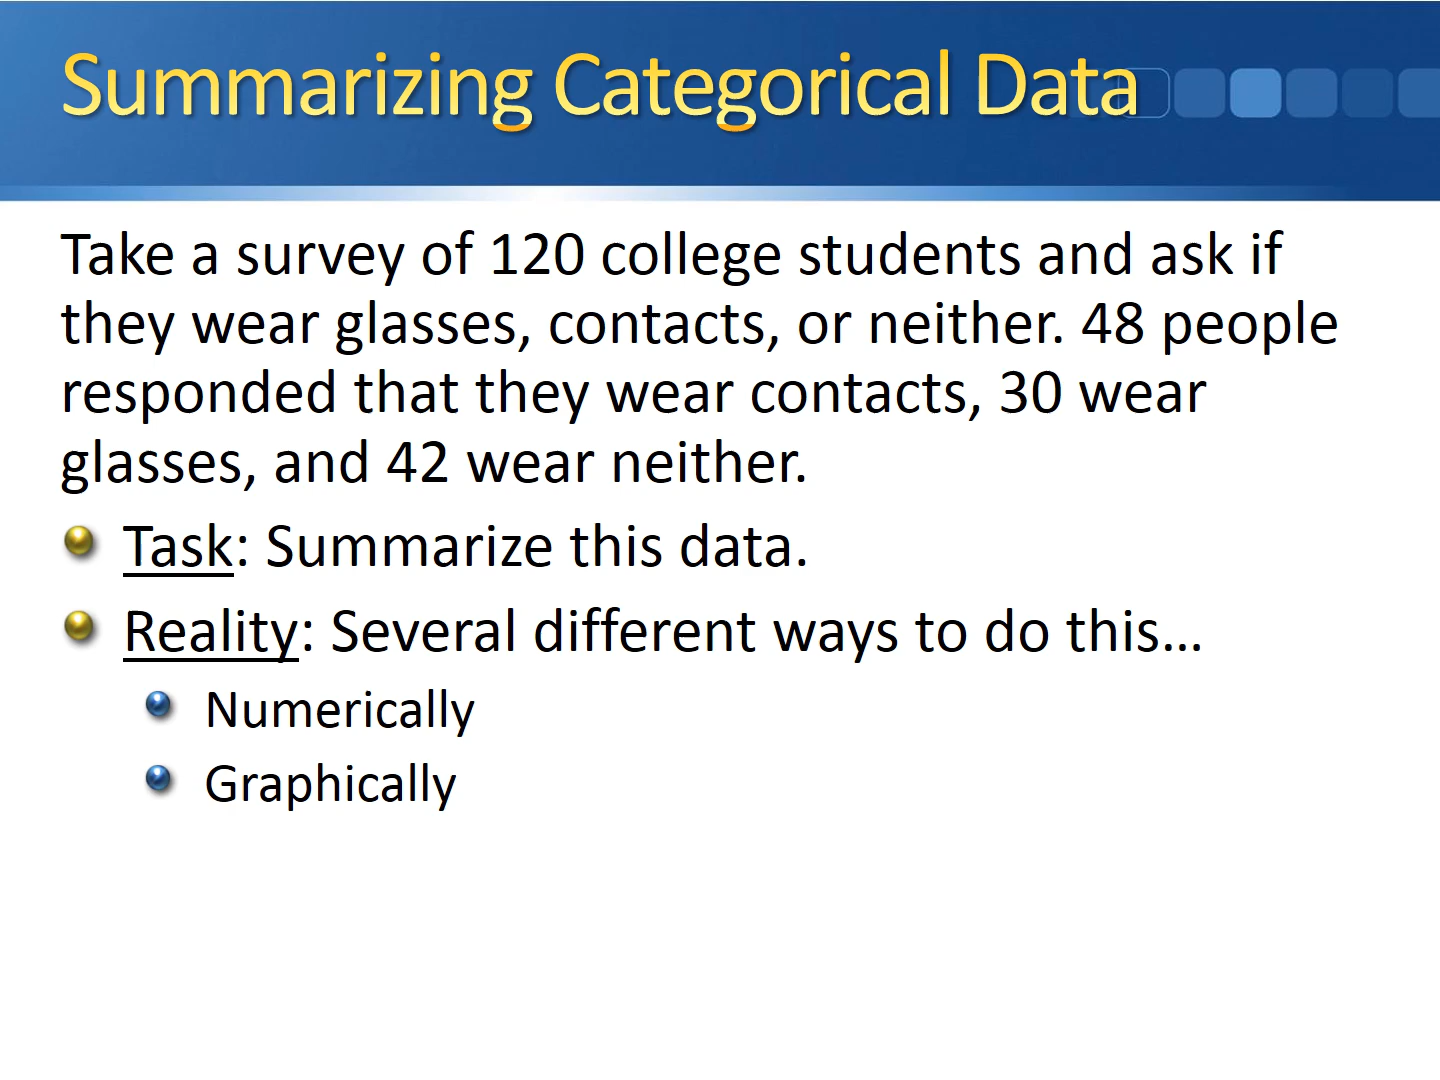 Summarizing Categorical Data
Take a survey of 120 college students and ask if
they wear glasses, contacts, or neither. 48 people
responded that they wear contacts, 30 wear
glasses, and 42 wear neither.
Task: Summarize this data.
Reality: Several different ways to do this…
Numerically
Graphically